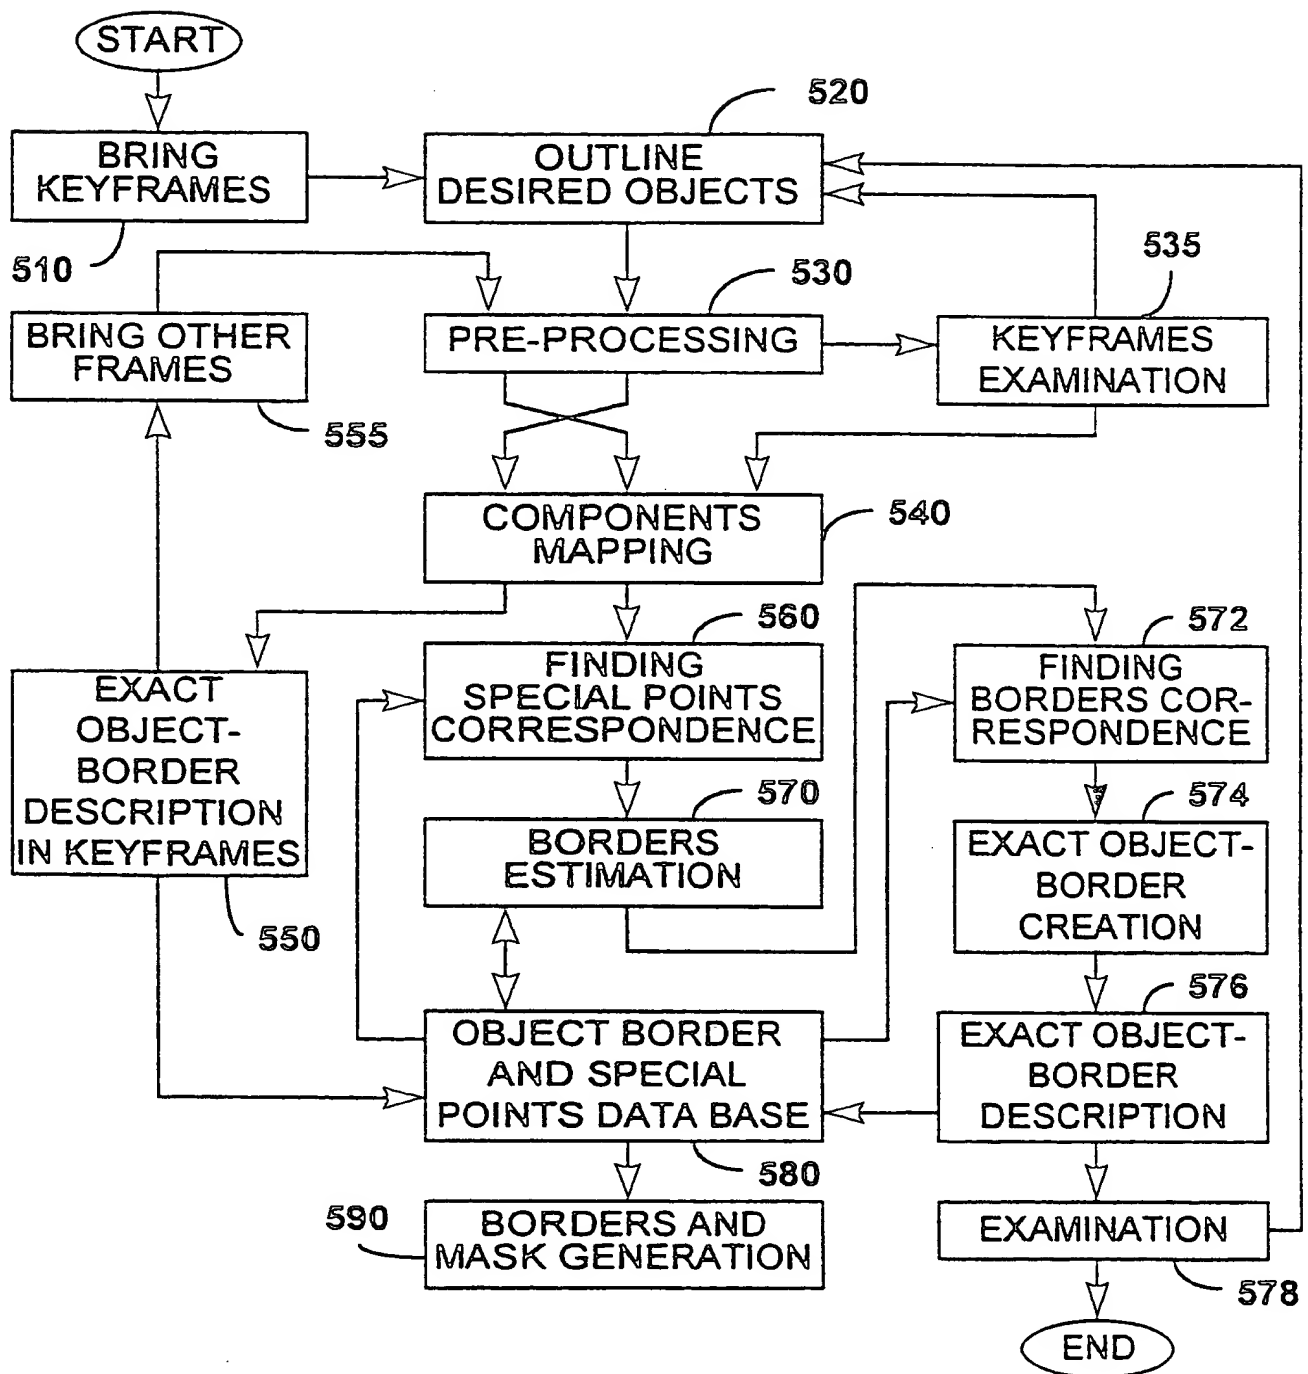 START
520
BRING
KEYFRAMES
OUTLINE
DESIRED OBJECTS
510
535
530
BRING OTHER
FRAMES
PRE-PROCESSING
KEYFRAMES
EXAMINATION
555
COMPONENTS
MAPPING
540
560
572
EXACT
OBJECT-
BORDER
DESCRIPTION
IN KEYFRAMES
FINDING
SPECIAL POINTS
CORRESPONDENCE
FINDING
BORDERS COR-
RESPONDENCE
570
574
BORDERS
ESTIMATION
EXACT OBJECT-
BORDER
CREATION
550
576
OBJECT BORDER
AND SPECIAL
POINTS DATA BASE
EXACT OBJECT-
BORDER
DESCRIPTION
580
590
BORDERS AND
MASK GENERATION
EXAMINATION
578
END